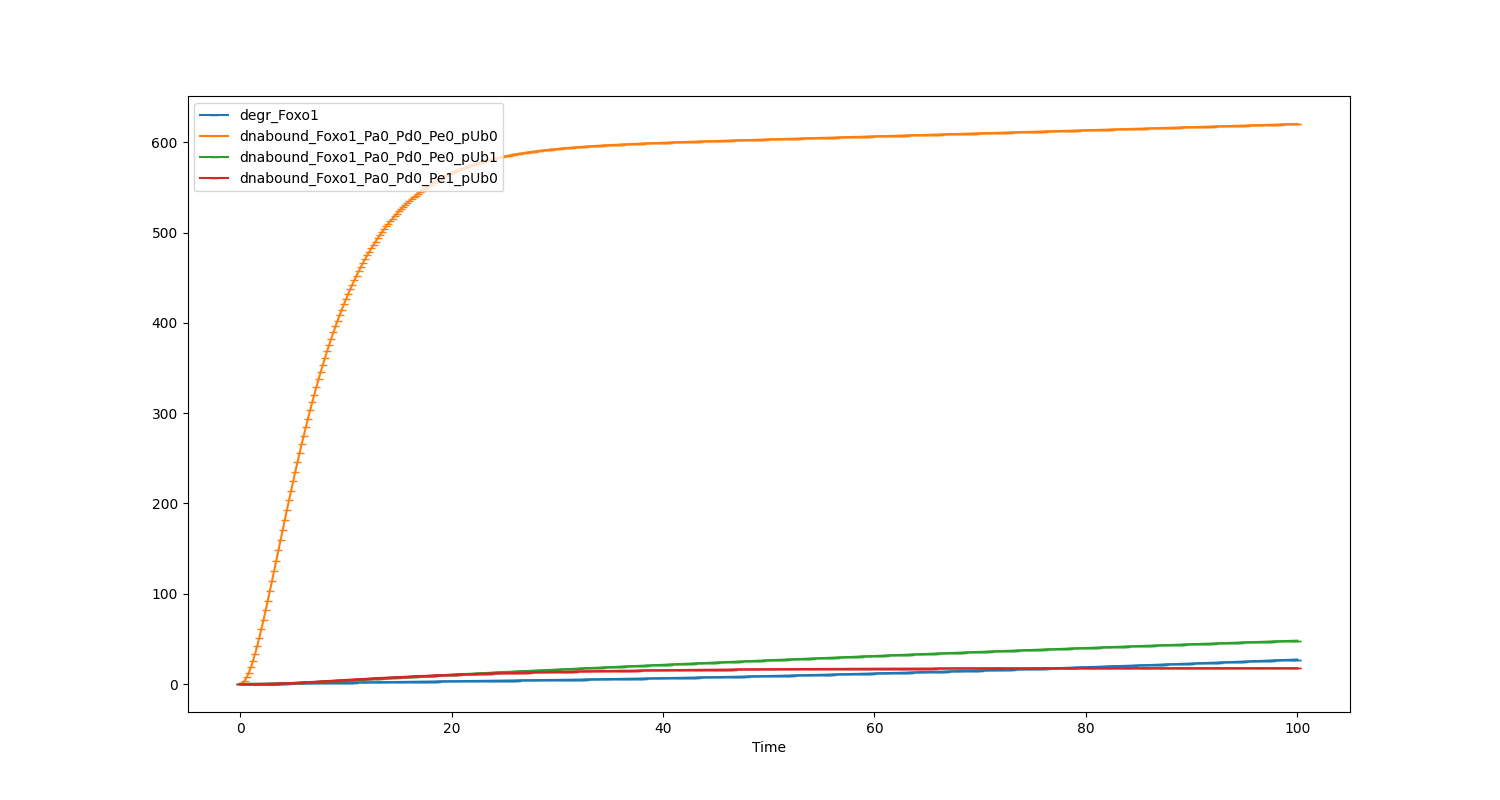 degr_Foxo1
dnabound_Foxo1_Pa0_Pd0_Pe0_pUb0
dnabound_Foxo1_Pa0_Pd0_Pe0_pUb1
dnabound_Foxo1_Pa0_Pd0_Pe1_pUb0
600
500
400
300
200
100
0
0 20 40 60 80 100
Time